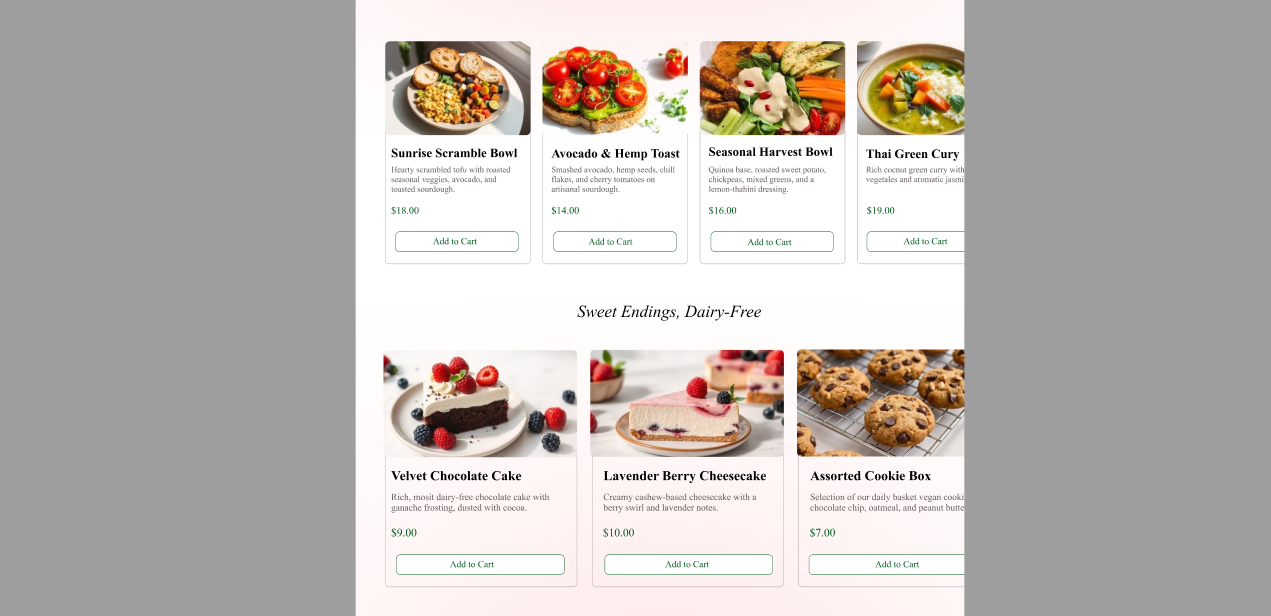 Sunrise Scramble Bowl
Hearty scrambled tofu with roasted
seasonal veggies, avocado, and
toasted sourdough.
$18.00
Add to Cart
Avocado & Hemp Toast
Smashed avocado, hemp seeds, chill
flakes, and cherry tomatoes on
artisanal sourdough.
$14.00
Add to Cart
Seasonal Harvest Bowl
Quinoa base, roasted sweet potato,
chickpeas, mixed greens, and a
lemon-thahini dressing.
$16.00
Add to Cart
Thai Green Cury
Rich cocnut green curry with
vegetales and aromatic jasmi
$19.00
Add to Cart
Sweet Endings, Dairy-Free
Velvet Chocolate Cake
Rich, mosit dairy-free chocolate cake with
ganache frosting, dusted with cocoa.
$9.00
Add to Cart
Lavender Berry Cheesecake
Creamy cashew-based cheesecake with a
berry swirl and lavender notes.
$10.00
Add to Cart
Assorted Cookie Box
Selection of our daily basket vegan cooki
chocolate chip, oatmeal, and peanut butte
$7.00
Add to Cart